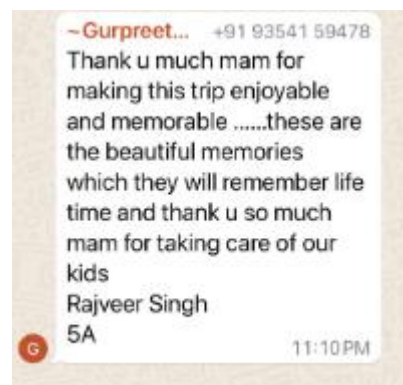 ~Gurpreet... +91 93541 59478
Thank u much mam for
making this trip enjoyable
and memorable ......these are
the beautiful memories
which they will remember life
time and thank u so much
mam for taking care of our
kids
Rajveer Singh
5A
11:10 PM
G